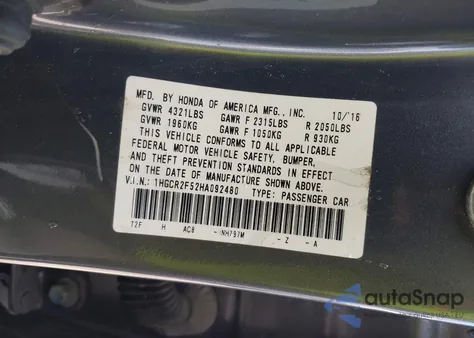 MFD. BY HONDA OF AMERICA MFG., INC. 10/'16
GVWR 4321LBS GAWR F 2315LBS R 2050LBS
GVWR 1960KG GAWR F 1050KG R 930KG
THIS VEHICLE CONFORMS TO ALL APPLICABLE
FEDERAL MOTOR VEHICLE SAFETY, BUMPER,
AND THEFT PREVENTION STANDARDS IN EFFECT
ON THE DATE OF MANUFACTURE SHOWN ABOVE.
V.I.N.: 1HGCR2F52HA092480 TYPE: PASSENGER CAR
T2F H AC8 -NH797M -Z -A
autoSnap